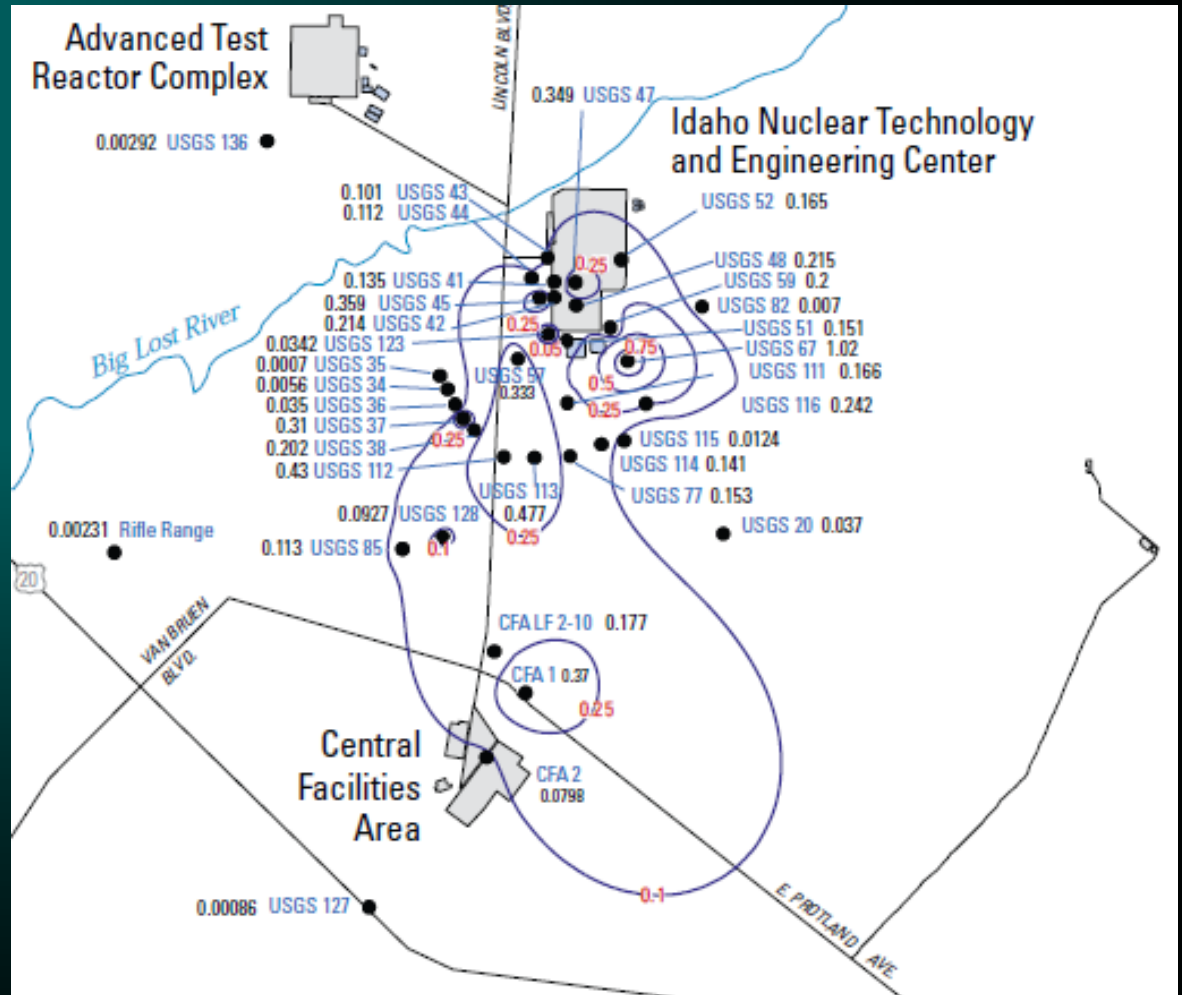 Advanced Test
Reactor Complex
LINCOLN BLVD
0.349 USGS 47
Idaho Nuclear Technology
and Engineering Center
0.00292 USGS 136
0.101 USGS 43
0.112 USGS 44
USGS 52 0.165
0.25
USGS 48 0.215
0.135 USGS 41
USGS 59 0.2
0.359 USGS 45
USGS 82 0.007
0.214 USGS 42
0.25
USGS 51 0.151
0.0342 USGS 123
0.05
0.75
USGS 67 1.02
Big Lost River
0.0007 USGS 35
USGS 57
0.333
USGS 111 0.166
0.0056 USGS 34
0.5
0.035 USGS 36
0.25
USGS 116 0.242
0.31 USGS 37
0.25
0.202 USGS 38
USGS 115 0.0124
0.43 USGS 112
USGS 114 0.141
USGS 113
0.477
USGS 77 0.153
0.0927 USGS 128
0.25
USGS 20 0.037
0.00231 Rifle Range
0.113 USGS 85
0.1
20
VAN BRUEN
BLVD.
CFA LF 2-10 0.177
CFA 1 0.37
0.25
Central
Facilities
Area
CFA 2
0.0798
0.1
E. PROTLAND AVE.
0.00086 USGS 127